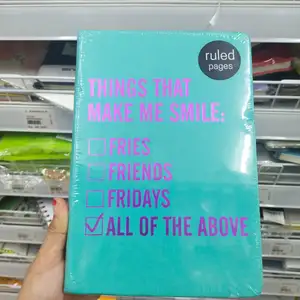 ruled
pages
THINGS THAT
MAKE ME SMILE:
FRIES
FRIENDS
FRIDAYS
ALL OF THE ABOVE